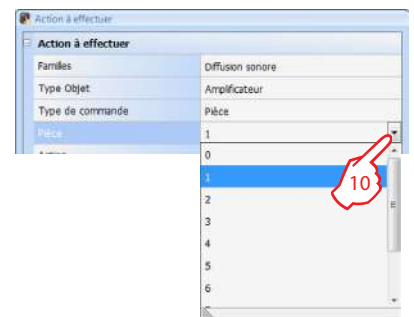 Action à effectuer
Action à effectuer
Familles Diffusion sonore
Type Objet Amplificateur
Type de commande Pièce
Pièce 1
Action
0
1
10
2
3
4
5
6